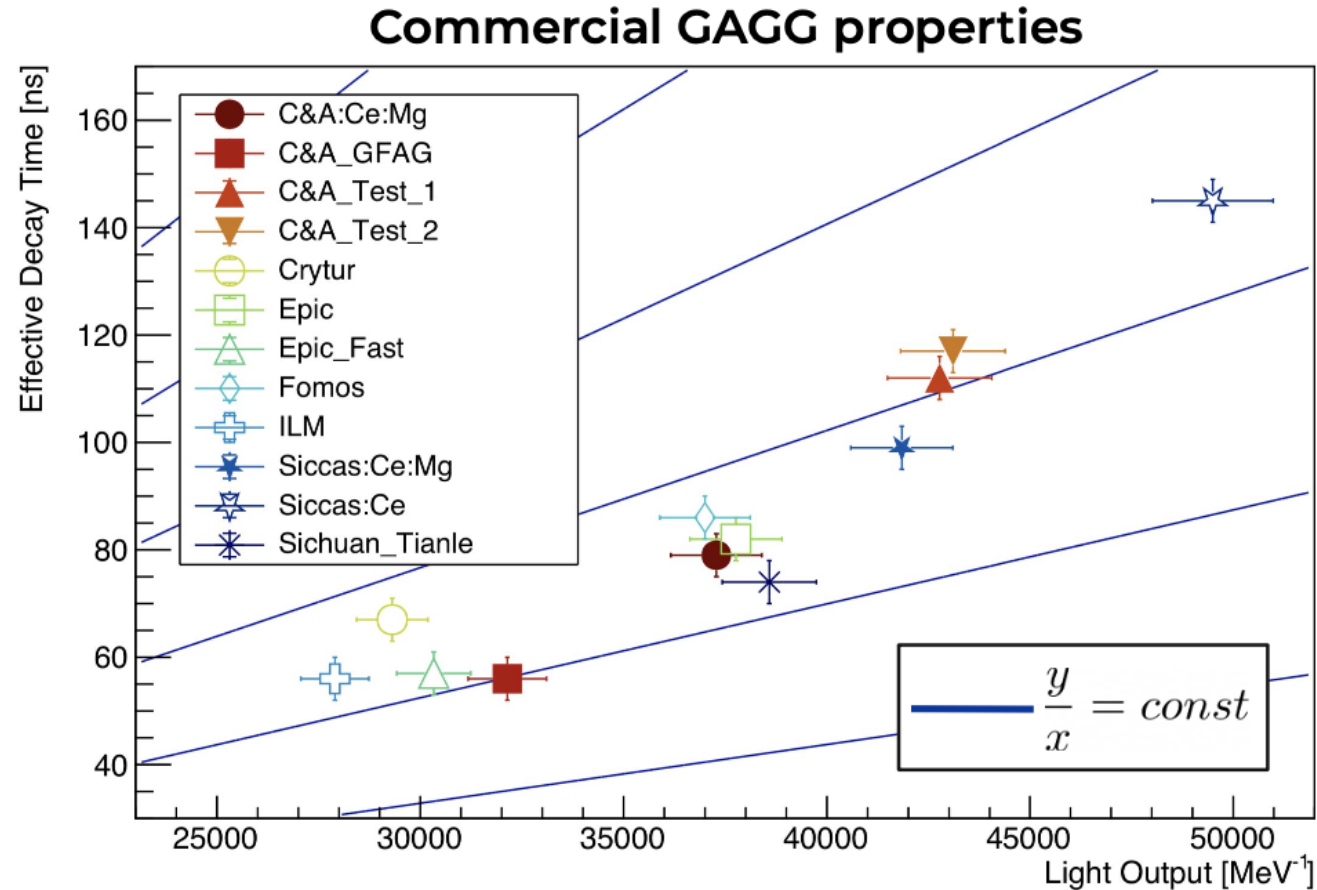 Commercial GAGG properties
Effective Decay Time [ns]
160
140
120
100
80
60
40
C&A:Ce:Mg
C&A_GFAG
C&A_Test_1
C&A_Test_2
Crytur
Epic
Epic_Fast
Fomos
ILM
Siccas:Ce:Mg
Siccas:Ce
Sichuan_Tianle
y/x = const
25000 30000 35000 40000 45000 50000
Light Output [MeV⁻¹]